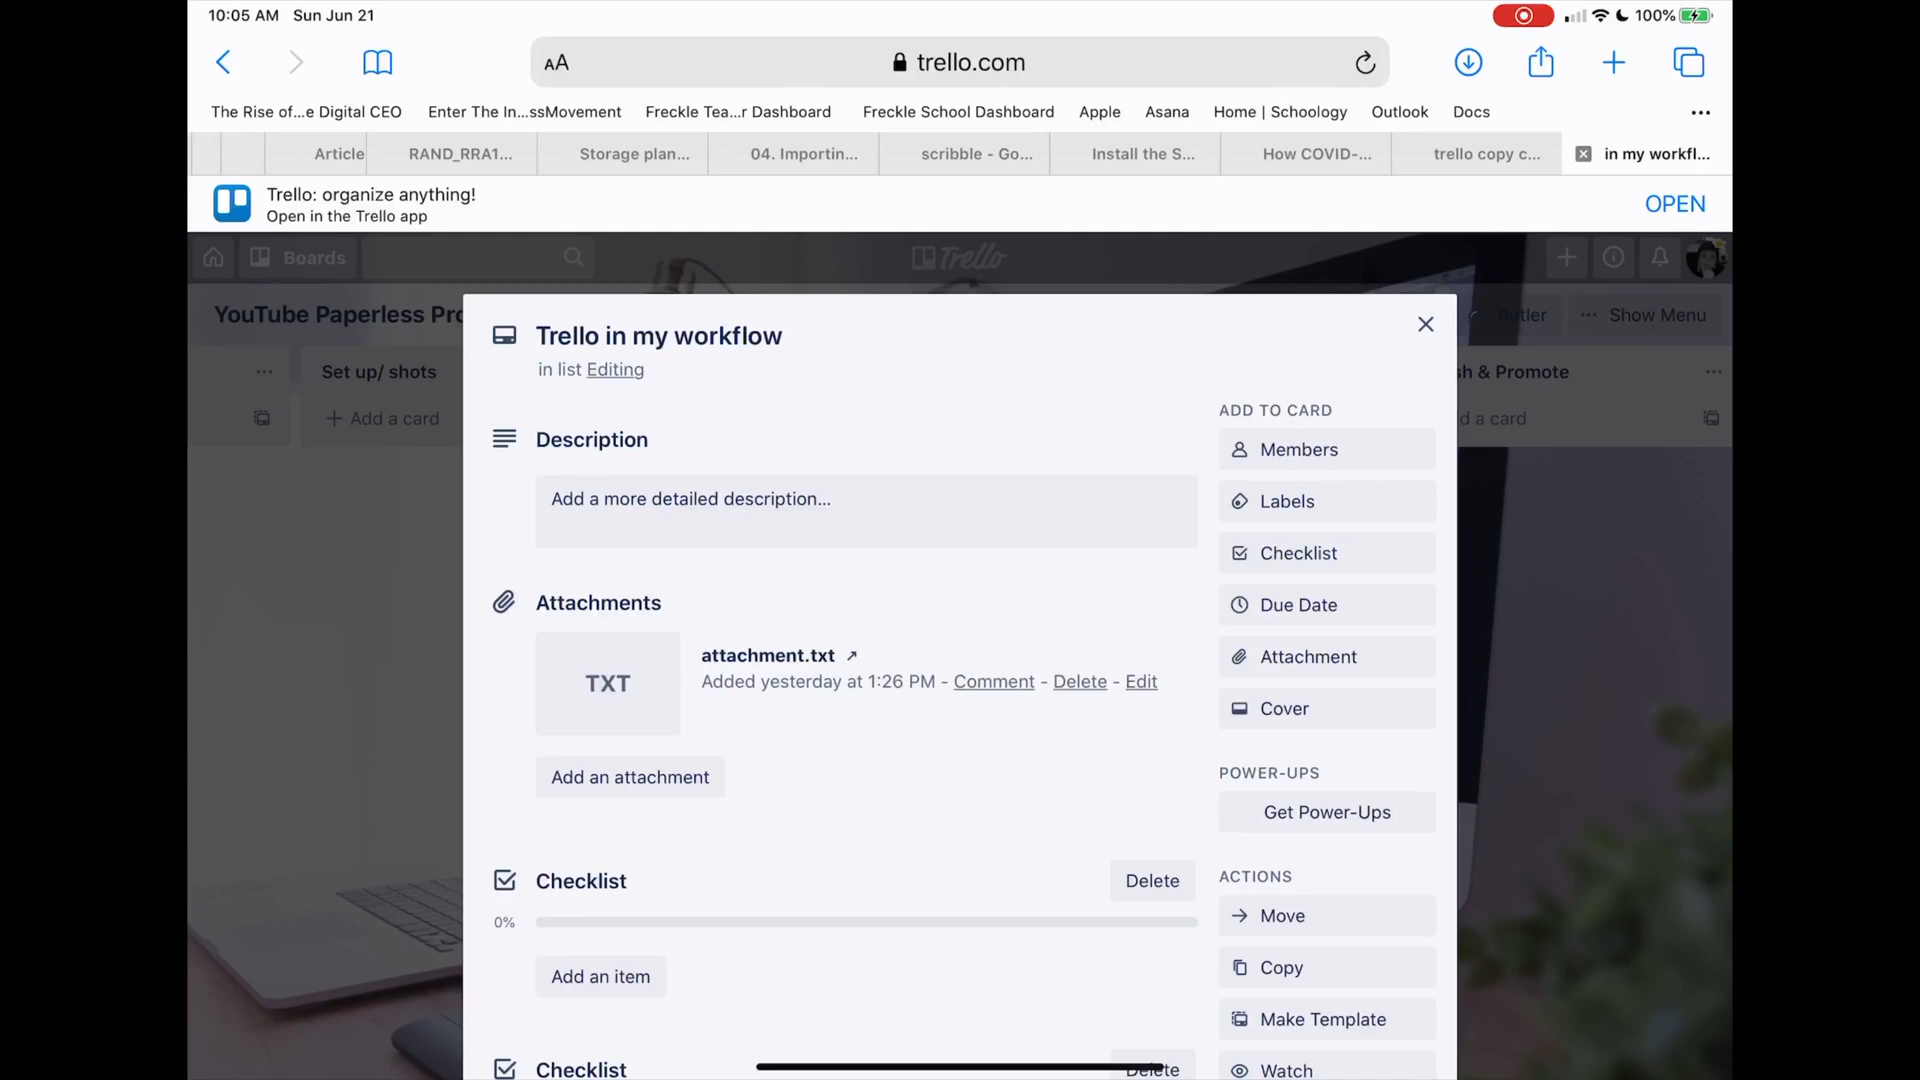 10:05 AM Sun Jun 21
100%
AA
trello.com
The Rise of...e Digital CEO
Enter The In...ssMovement
Freckle Tea...r Dashboard
Freckle School Dashboard
Apple
Asana
Home | Schoology
Outlook
Docs
Article
RAND_RRA1...
Storage plan...
04. Importin...
scribble - Go...
Install the S...
How COVID-...
trello copy c...
in my workfl...
Trello: organize anything!
Open in the Trello app
OPEN
Boards
Trello
YouTube Paperless Pro
Butler
Show Menu
Set up/ shots
sh & Promote
+ Add a card
d a card
Trello in my workflow
in list Editing
Description
Add a more detailed description...
Attachments
TXT
attachment.txt ↗
Added yesterday at 1:26 PM - Comment - Delete - Edit
Add an attachment
Checklist
Delete
0%
Add an item
Checklist
Delete
ADD TO CARD
Members
Labels
Checklist
Due Date
Attachment
Cover
POWER-UPS
Get Power-Ups
ACTIONS
Move
Copy
Make Template
Watch